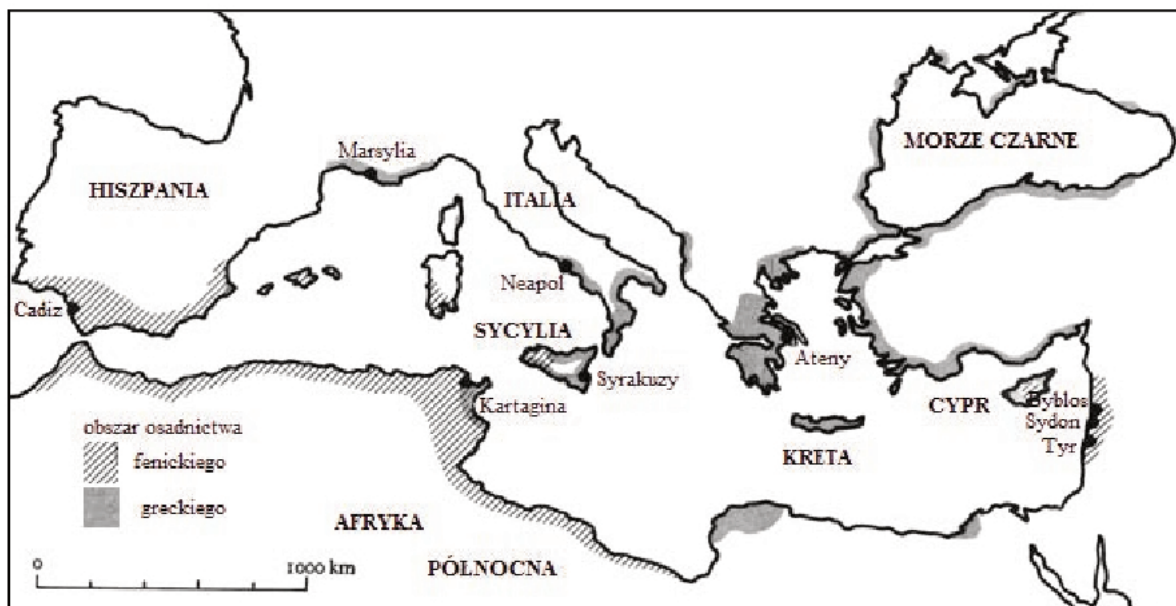 MORZE CZARNE
Marsylia
HISZPANIA
ITALIA
Neapol
Cadiz
SYCYLIA
Ateny
Syrakuzy
Kartagina
CYPR
Byblos
Sydon
Tyr
obszar osadnictwa
fenickiego
KRETA
greckiego
AFRYKA
0 1000 km
PÓŁNOCNA